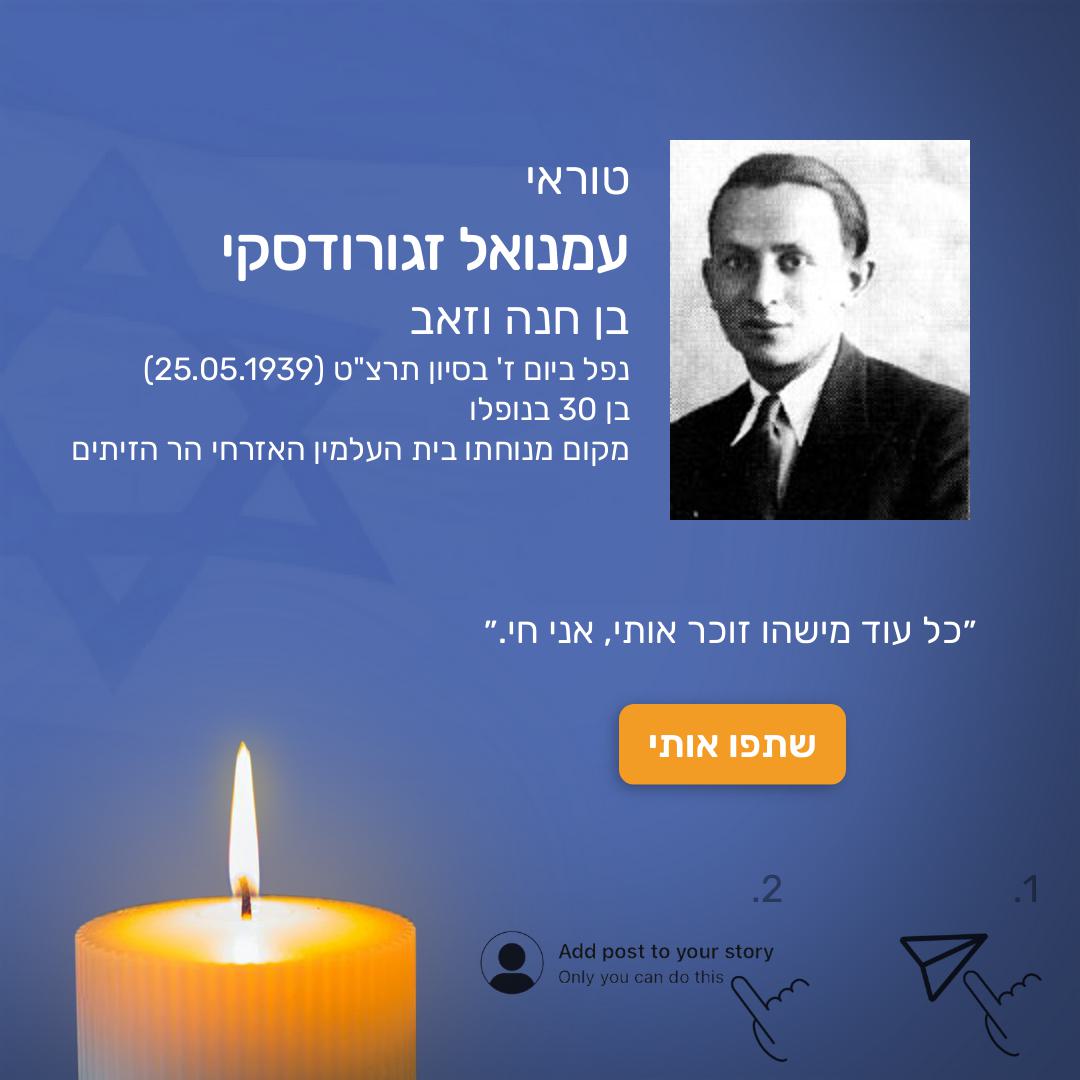 טוראי
עמנואל זגורודסקי
בן חנה וזאב
נפל ביום ז' בסיון תרצ"ט (25.05.1939)
בן 30 בנופלו
מקום מנוחתו בית העלמין האזרחי הר הזיתים
״כל עוד מישהו זוכר אותי, אני חי.״
שתפו אותי
1.
2.
Add post to your story
Only you can do this